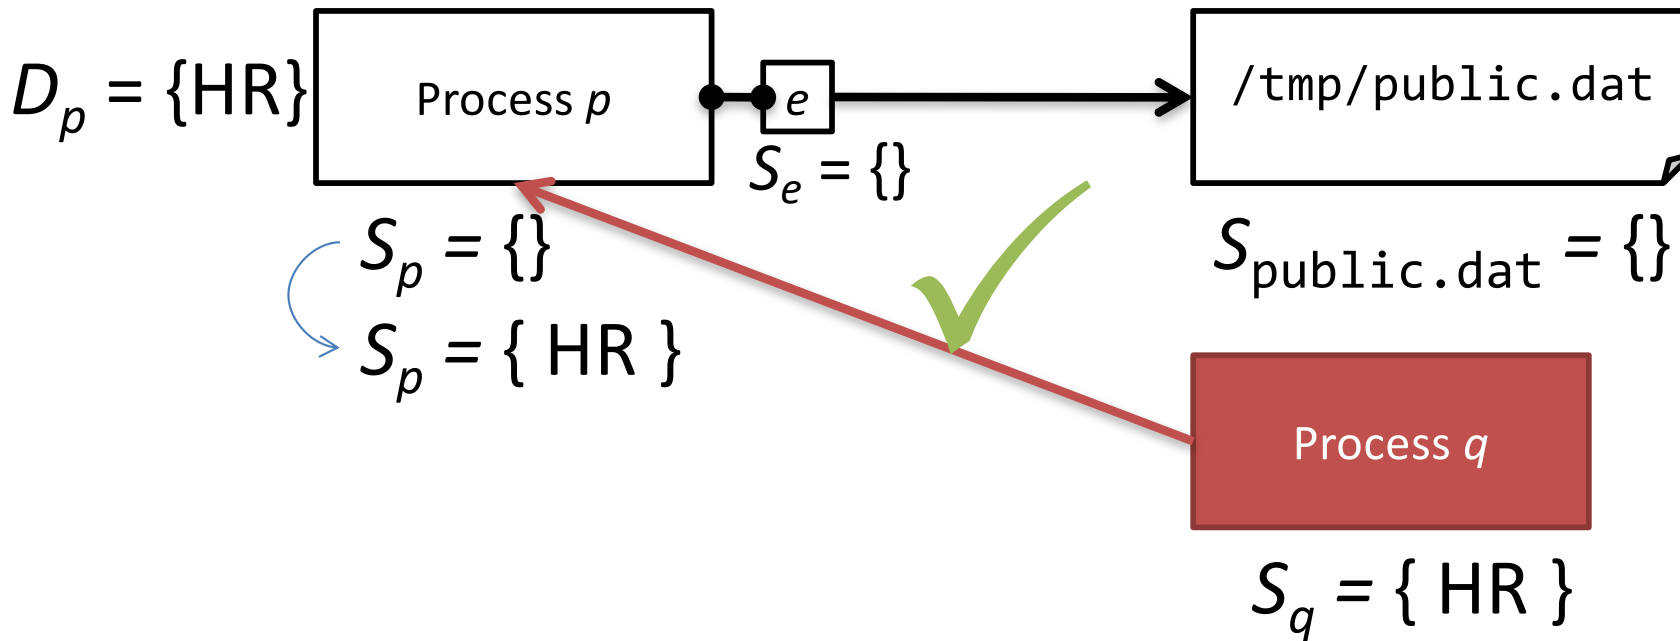 D_p = {HR}
Process p
e
/tmp/public.dat
S_e = {}
S_p = {}
S_public.dat = {}
S_p = { HR }
Process q
S_q = { HR }